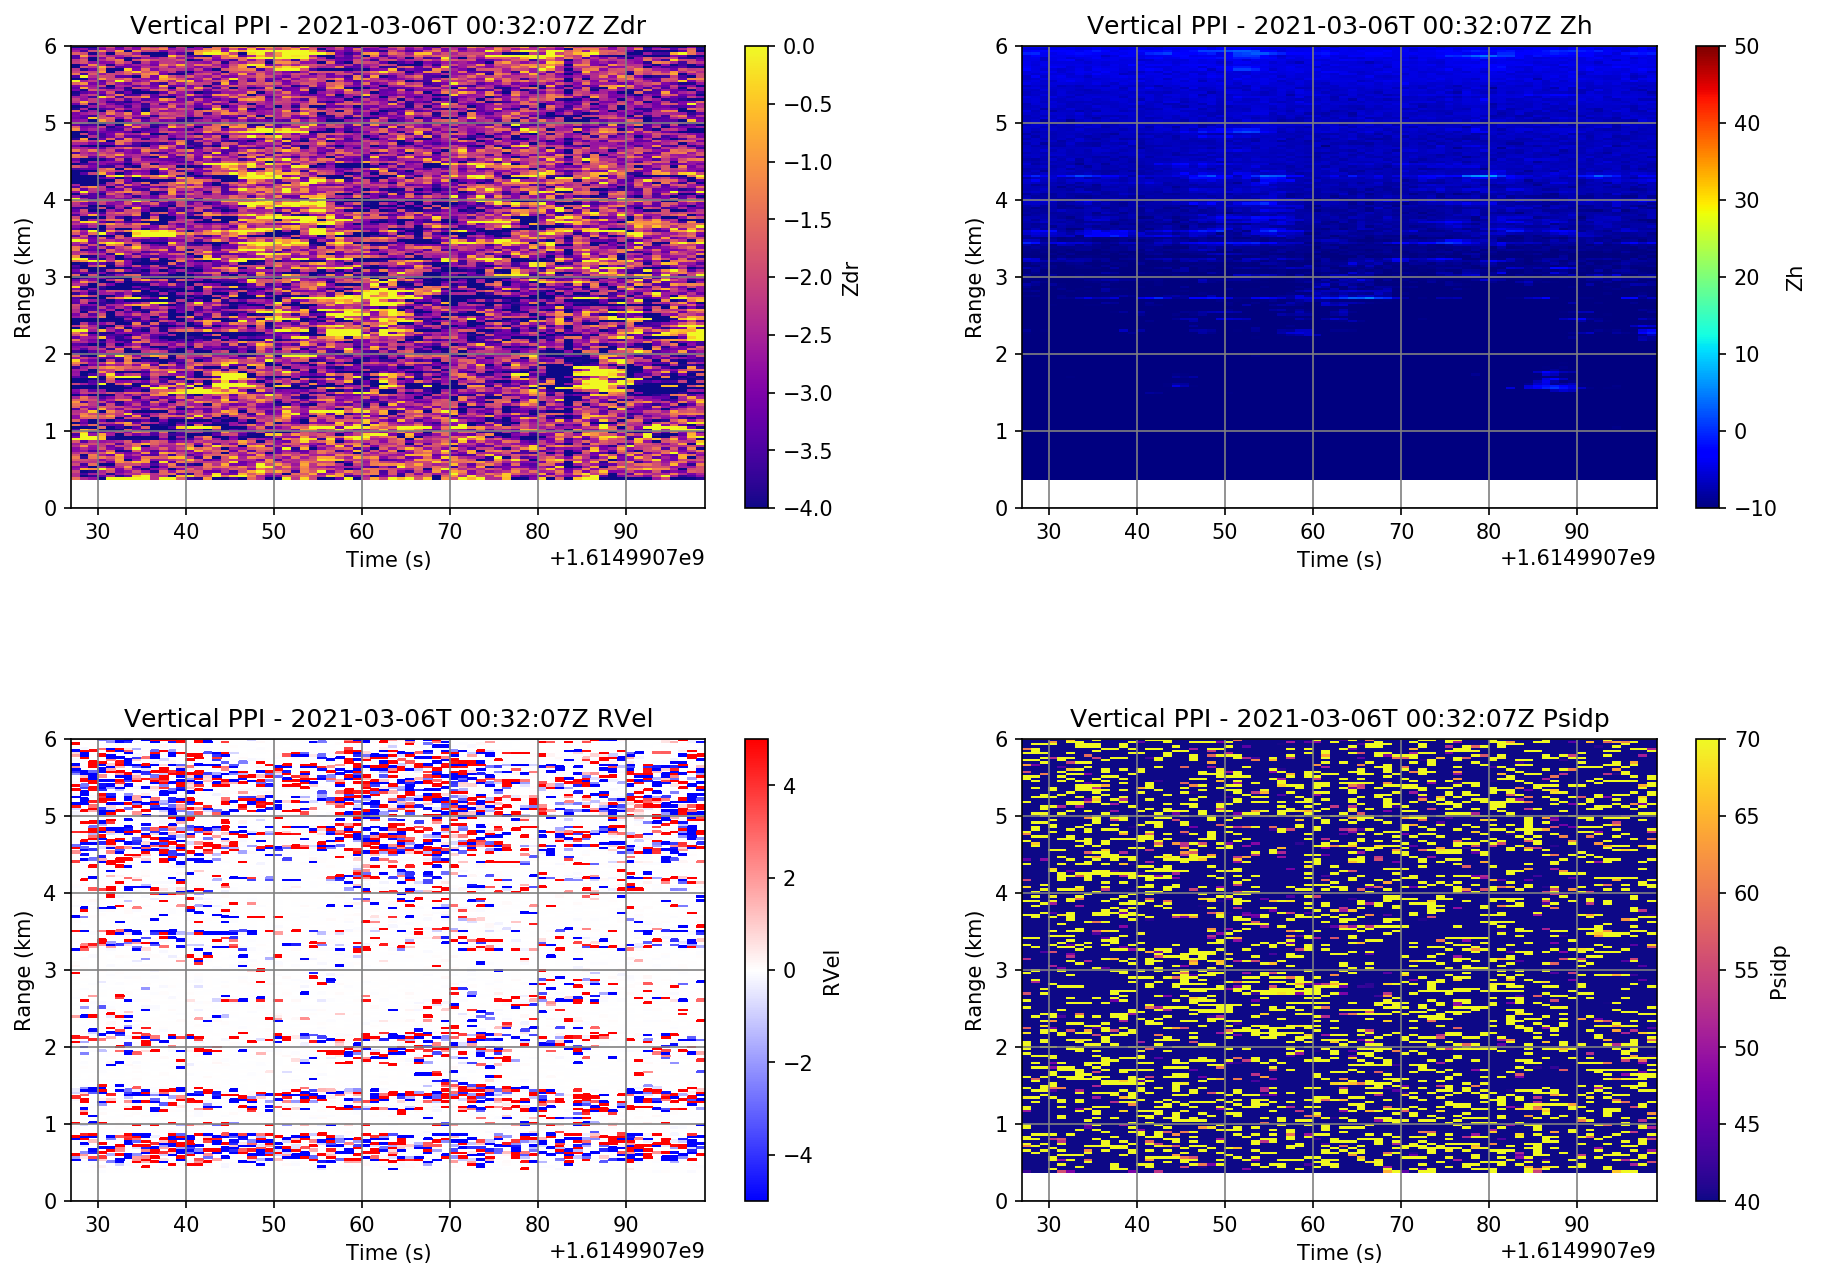 Vertical PPI - 2021-03-06T 00:32:07Z Zdr
6
5
4
3
2
1
0
Range (km)
30 40 50 60 70 80 90
Time (s)
+1.6149907e9
0.0
−0.5
−1.0
−1.5
−2.0
−2.5
−3.0
−3.5
−4.0
Zdr
Vertical PPI - 2021-03-06T 00:32:07Z Zh
6
5
4
3
2
1
0
Range (km)
30 40 50 60 70 80 90
Time (s)
+1.6149907e9
50
40
30
20
10
0
−10
Zh
Vertical PPI - 2021-03-06T 00:32:07Z RVel
6
5
4
3
2
1
0
Range (km)
30 40 50 60 70 80 90
Time (s)
+1.6149907e9
4
2
0
−2
−4
RVel
Vertical PPI - 2021-03-06T 00:32:07Z Psidp
6
5
4
3
2
1
0
Range (km)
30 40 50 60 70 80 90
Time (s)
+1.6149907e9
70
65
60
55
50
45
40
Psidp